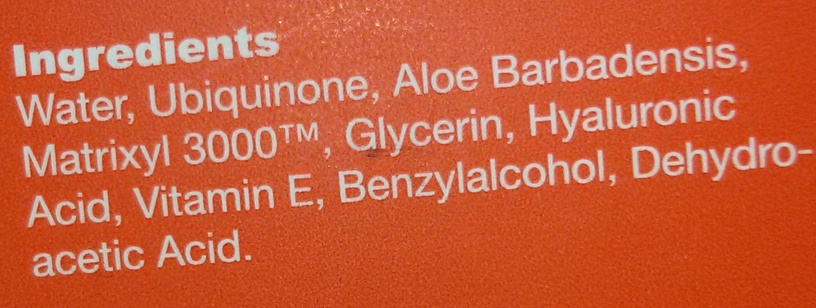 Ingredients
Water, Ubiquinone, Aloe Barbadensis,
Matrixyl 3000™, Glycerin, Hyaluronic
Acid, Vitamin E, Benzylalcohol, Dehydro-
acetic Acid.